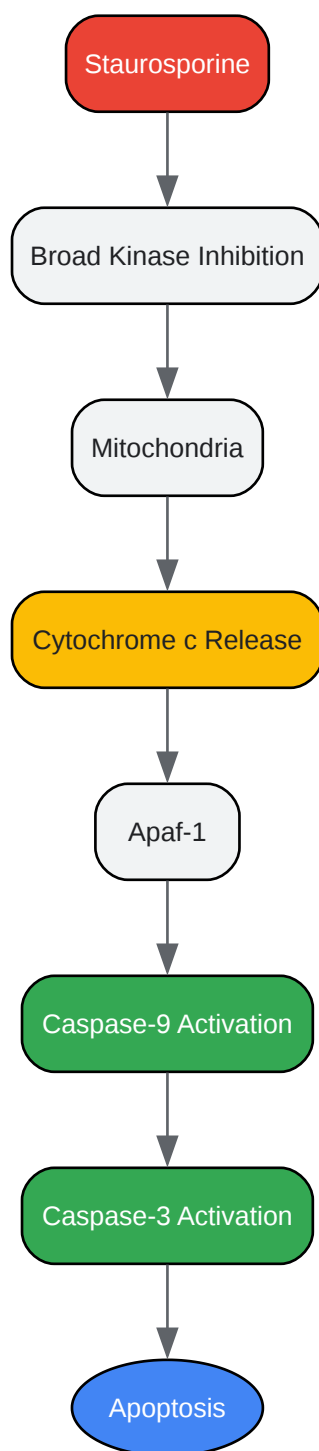 Staurosporine
Broad Kinase Inhibition
Mitochondria
Cytochrome c Release
Apaf-1
Caspase-9 Activation
Caspase-3 Activation
Apoptosis